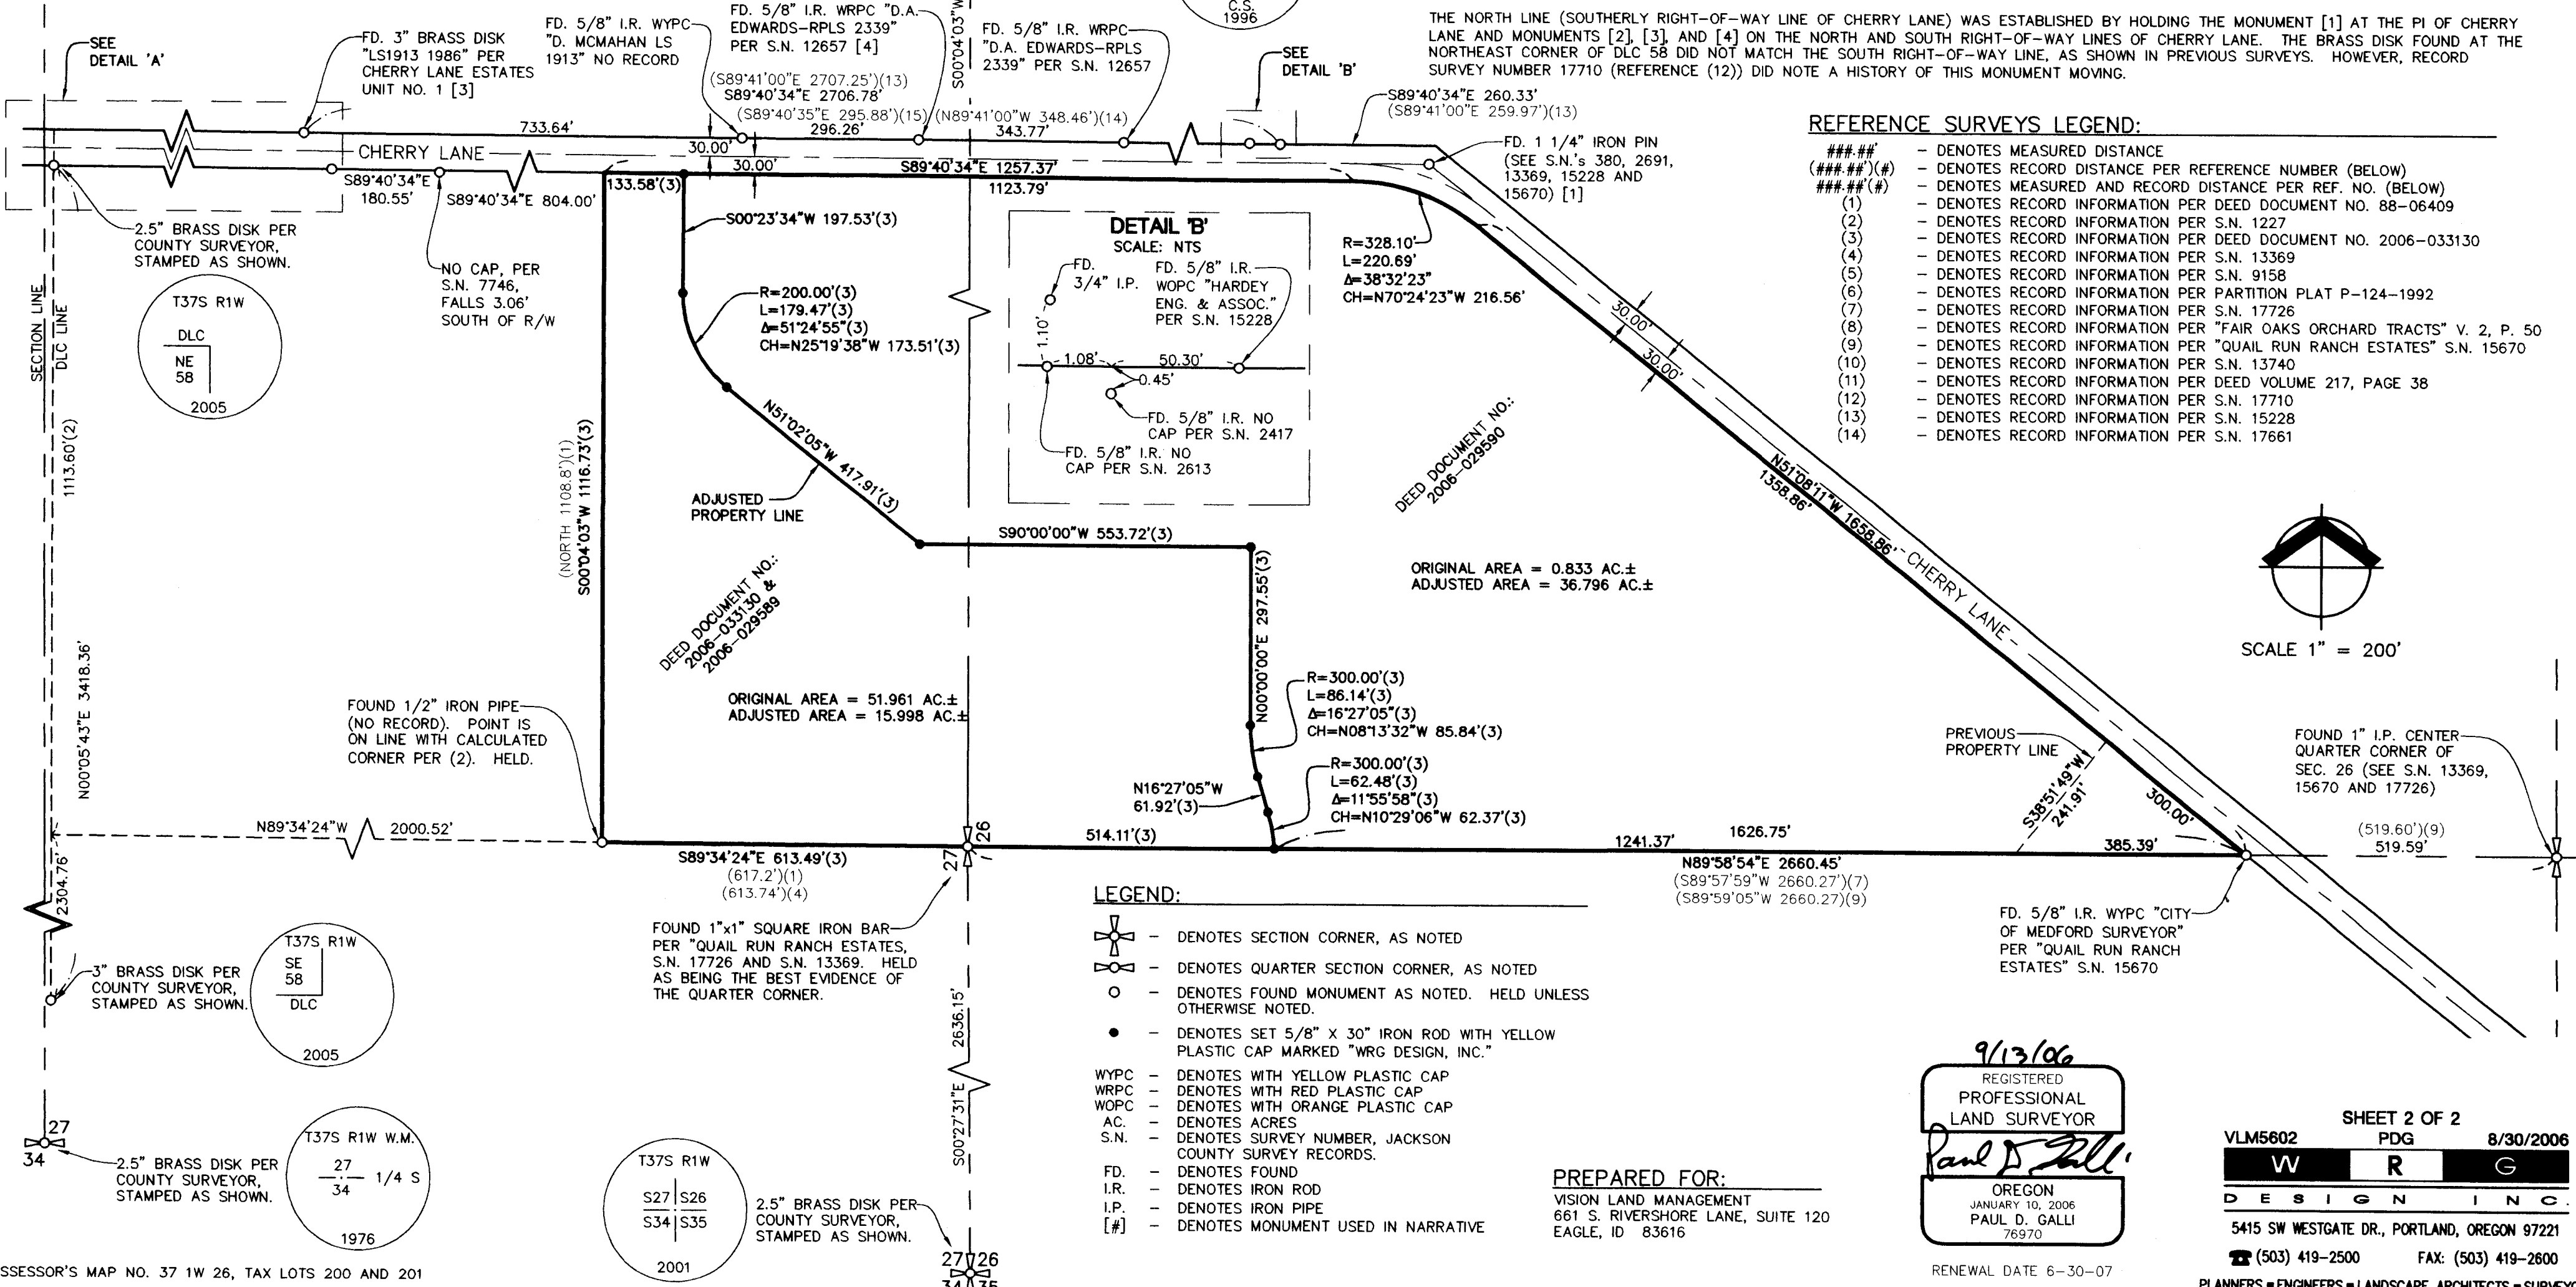 SEE
DETAIL 'A'
FD. 3" BRASS DISK
"LS1913 1986" PER
CHERRY LANE ESTATES
UNIT NO. 1 [3]
FD. 5/8" I.R. WYPC
"D. MCMAHAN LS
1913" NO RECORD
FD. 5/8" I.R. WRPC "D.A.
EDWARDS-RPLS 2339"
PER S.N. 12657 [4]
S00°04'03"W
FD. 5/8" I.R. WRPC
"D.A. EDWARDS-RPLS
2339" PER S.N. 12657
C.S.
1996
SEE
DETAIL 'B'
THE NORTH LINE (SOUTHERLY RIGHT-OF-WAY LINE OF CHERRY LANE) WAS ESTABLISHED BY HOLDING THE MONUMENT [1] AT THE PI OF CHERRY
LANE AND MONUMENTS [2], [3], AND [4] ON THE NORTH AND SOUTH RIGHT-OF-WAY LINES OF CHERRY LANE. THE BRASS DISK FOUND AT THE
NORTHEAST CORNER OF DLC 58 DID NOT MATCH THE SOUTH RIGHT-OF-WAY LINE, AS SHOWN IN PREVIOUS SURVEYS. HOWEVER, RECORD
SURVEY NUMBER 17710 (REFERENCE (12)) DID NOTE A HISTORY OF THIS MONUMENT MOVING.
(S89°41'00"E 2707.25')(13)
S89°40'34"E 2706.78'
(S89°40'35"E 295.88')(15)
(N89°41'00"W 348.46')(14)
733.64'
296.26'
343.77'
S89°40'34"E 260.33'
(S89°41'00"E 259.97')(13)
CHERRY LANE
30.00'
30.00'
S89°40'34"E 1257.37'
133.58'(3)
1123.79'
S89°40'34"E
180.55'
S89°40'34"E 804.00'
FD. 1 1/4" IRON PIN
(SEE S.N.'s 380, 2691,
13369, 15228 AND
15670) [1]
REFERENCE SURVEYS LEGEND:
###.##' - DENOTES MEASURED DISTANCE
(###.##')(#) - DENOTES RECORD DISTANCE PER REFERENCE NUMBER (BELOW)
###.##'(#) - DENOTES MEASURED AND RECORD DISTANCE PER REF. NO. (BELOW)
(1) - DENOTES RECORD INFORMATION PER DEED DOCUMENT NO. 88-06409
(2) - DENOTES RECORD INFORMATION PER S.N. 1227
(3) - DENOTES RECORD INFORMATION PER DEED DOCUMENT NO. 2006-033130
(4) - DENOTES RECORD INFORMATION PER S.N. 13369
(5) - DENOTES RECORD INFORMATION PER S.N. 9158
(6) - DENOTES RECORD INFORMATION PER PARTITION PLAT P-124-1992
(7) - DENOTES RECORD INFORMATION PER S.N. 17726
(8) - DENOTES RECORD INFORMATION PER "FAIR OAKS ORCHARD TRACTS" V. 2, P. 50
(9) - DENOTES RECORD INFORMATION PER "QUAIL RUN RANCH ESTATES" S.N. 15670
(10) - DENOTES RECORD INFORMATION PER S.N. 13740
(11) - DENOTES RECORD INFORMATION PER DEED VOLUME 217, PAGE 38
(12) - DENOTES RECORD INFORMATION PER S.N. 17710
(13) - DENOTES RECORD INFORMATION PER S.N. 15228
(14) - DENOTES RECORD INFORMATION PER S.N. 17661
2.5" BRASS DISK PER
COUNTY SURVEYOR,
STAMPED AS SHOWN.
T37S R1W
DLC
NE
58
2005
NO CAP, PER
S.N. 7746,
FALLS 3.06'
SOUTH OF R/W
SECTION LINE
DLC LINE
1113.60'(2)
N00°05'43"E 3418.36'
2304.76'
S00°23'34"W 197.53'(3)
R=200.00'(3)
L=179.47'(3)
Δ=51°24'55"(3)
CH=N25°19'38"W 173.51'(3)
N51°02'05"W 417.91'(3)
ADJUSTED
PROPERTY LINE
(NORTH 1108.8')(1)
S00°04'03"W 1116.73'(3)
DETAIL 'B'
SCALE: NTS
FD.
3/4" I.P.
FD. 5/8" I.R.
WOPC "HARDEY
ENG. & ASSOC."
PER S.N. 15228
1.10'
1.08'
50.30'
0.45'
FD. 5/8" I.R. NO
CAP PER S.N. 2417
FD. 5/8" I.R. NO
CAP PER S.N. 2613
R=328.10'
L=220.69'
Δ=38°32'23"
CH=N70°24'23"W 216.56'
30.00'
30.00'
DEED DOCUMENT NO.:
2006-029590
N51°08'11"W 1658.86'
1358.86'
CHERRY LANE
S90°00'00"W 553.72'(3)
N00°00'00"E 297.55'(3)
ORIGINAL AREA = 0.833 AC.±
ADJUSTED AREA = 36.796 AC.±
DEED DOCUMENT NO.:
2006-033130 &
2006-029589
ORIGINAL AREA = 51.961 AC.±
ADJUSTED AREA = 15.998 AC.±
SCALE 1" = 200'
FOUND 1/2" IRON PIPE
(NO RECORD). POINT IS
ON LINE WITH CALCULATED
CORNER PER (2). HELD.
R=300.00'(3)
L=86.14'(3)
Δ=16°27'05"(3)
CH=N08°13'32"W 85.84'(3)
N16°27'05"W
61.92'(3)
R=300.00'(3)
L=62.48'(3)
Δ=11°55'58"(3)
CH=N10°29'06"W 62.37'(3)
PREVIOUS
PROPERTY LINE
S38°51'49"W
241.91'
300.00'
FOUND 1" I.P. CENTER
QUARTER CORNER OF
SEC. 26 (SEE S.N. 13369,
15670 AND 17726)
N89°34'24"W 2000.52'
S89°34'24"E 613.49'(3)
(617.2')(1)
(613.74')(4)
26
27
514.11'(3)
1241.37'
1626.75'
385.39'
N89°58'54"E 2660.45'
(S89°57'59"W 2660.27')(7)
(S89°59'05"W 2660.27)(9)
(519.60')(9)
519.59'
FOUND 1"x1" SQUARE IRON BAR
PER "QUAIL RUN RANCH ESTATES,
S.N. 17726 AND S.N. 13369. HELD
AS BEING THE BEST EVIDENCE OF
THE QUARTER CORNER.
FD. 5/8" I.R. WYPC "CITY
OF MEDFORD SURVEYOR"
PER "QUAIL RUN RANCH
ESTATES" S.N. 15670
3" BRASS DISK PER
COUNTY SURVEYOR,
STAMPED AS SHOWN.
T37S R1W
SE
58
DLC
2005
LEGEND:
- DENOTES SECTION CORNER, AS NOTED
- DENOTES QUARTER SECTION CORNER, AS NOTED
- DENOTES FOUND MONUMENT AS NOTED. HELD UNLESS
OTHERWISE NOTED.
- DENOTES SET 5/8" X 30" IRON ROD WITH YELLOW
PLASTIC CAP MARKED "WRG DESIGN, INC."
WYPC - DENOTES WITH YELLOW PLASTIC CAP
WRPC - DENOTES WITH RED PLASTIC CAP
WOPC - DENOTES WITH ORANGE PLASTIC CAP
AC. - DENOTES ACRES
S.N. - DENOTES SURVEY NUMBER, JACKSON
COUNTY SURVEY RECORDS.
FD. - DENOTES FOUND
I.R. - DENOTES IRON ROD
I.P. - DENOTES IRON PIPE
[#] - DENOTES MONUMENT USED IN NARRATIVE
S00°27'31"E 2636.15'
27
34
2.5" BRASS DISK PER
COUNTY SURVEYOR,
STAMPED AS SHOWN.
T37S R1W W.M.
27
34
1/4 S
1976
T37S R1W
S27 S26
S34 S35
2001
2.5" BRASS DISK PER
COUNTY SURVEYOR,
STAMPED AS SHOWN.
27 26
34 35
PREPARED FOR:
VISION LAND MANAGEMENT
661 S. RIVERSHORE LANE, SUITE 120
EAGLE, ID 83616
9/13/06
REGISTERED
PROFESSIONAL
LAND SURVEYOR
Paul D Galli
OREGON
JANUARY 10, 2006
PAUL D. GALLI
76970
RENEWAL DATE 6-30-07
SHEET 2 OF 2
VLM5602 PDG 8/30/2006
W R G
DESIGN INC.
5415 SW WESTGATE DR., PORTLAND, OREGON 97221
(503) 419-2500 FAX: (503) 419-2600
PLANNERS ENGINEERS LANDSCAPE ARCHITECTS
SSESSOR'S MAP NO. 37 1W 26, TAX LOTS 200 AND 201